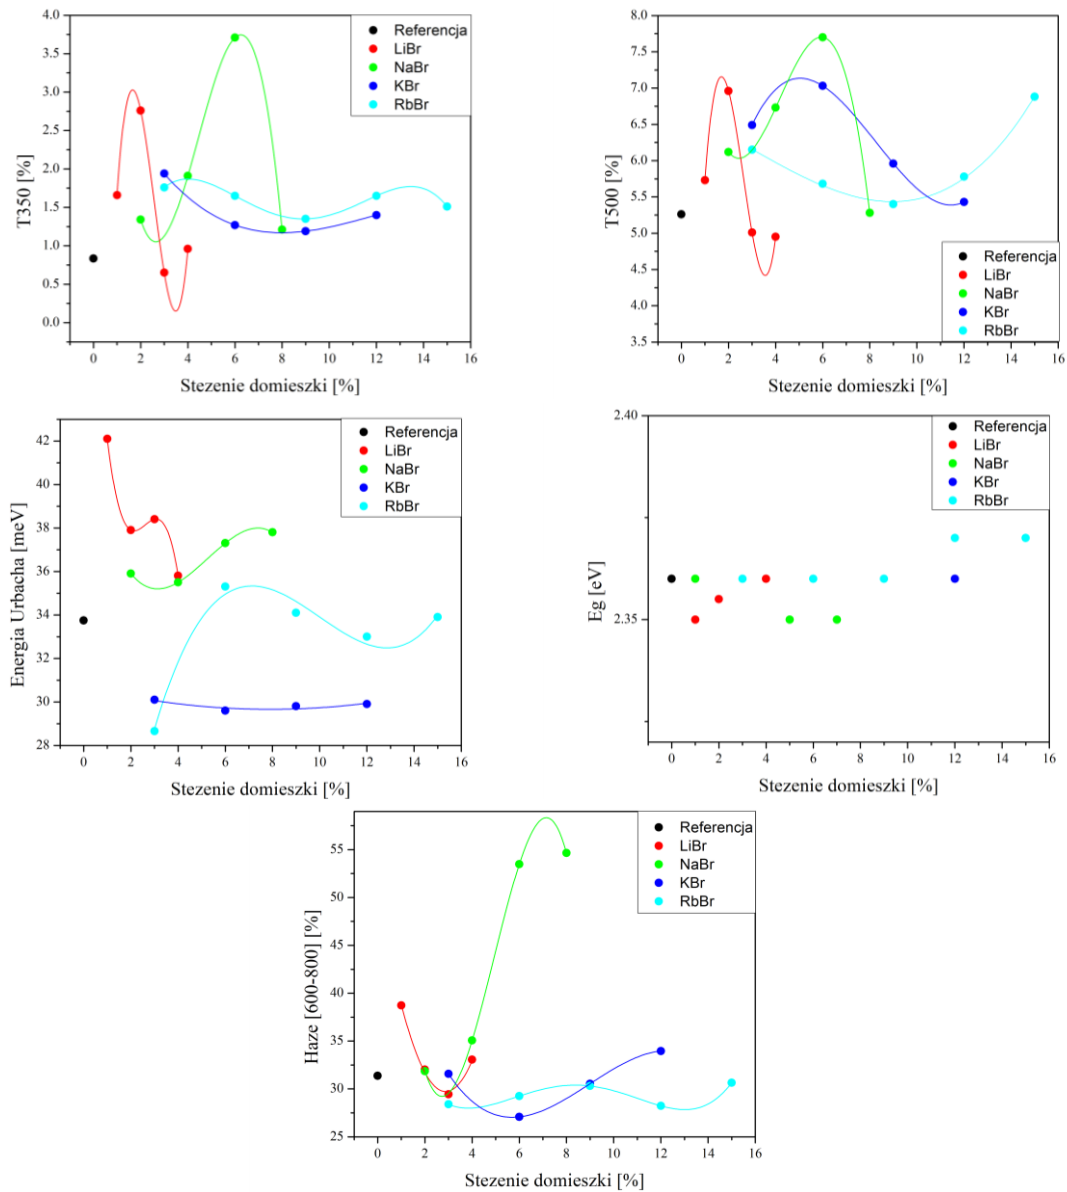 4.0
3.5
3.0
2.5
2.0
1.5
1.0
0.5
0.0
T350 [%]
0 2 4 6 8 10 12 14 16
Stezenie domieszki [%]
Referencja
LiBr
NaBr
KBr
RbBr
8.0
7.5
7.0
6.5
6.0
5.5
5.0
4.5
4.0
3.5
T500 [%]
0 2 4 6 8 10 12 14 16
Stezenie domieszki [%]
Referencja
LiBr
NaBr
KBr
RbBr
42
40
38
36
34
32
30
28
Energia Urbacha [meV]
0 2 4 6 8 10 12 14 16
Stezenie domieszki [%]
Referencja
LiBr
NaBr
KBr
RbBr
2.40
2.35
Eg [eV]
0 2 4 6 8 10 12 14 16
Stezenie domieszki [%]
Referencja
LiBr
NaBr
KBr
RbBr
55
50
45
40
35
30
25
Haze [600-800] [%]
0 2 4 6 8 10 12 14 16
Stezenie domieszki [%]
Referencja
LiBr
NaBr
KBr
RbBr